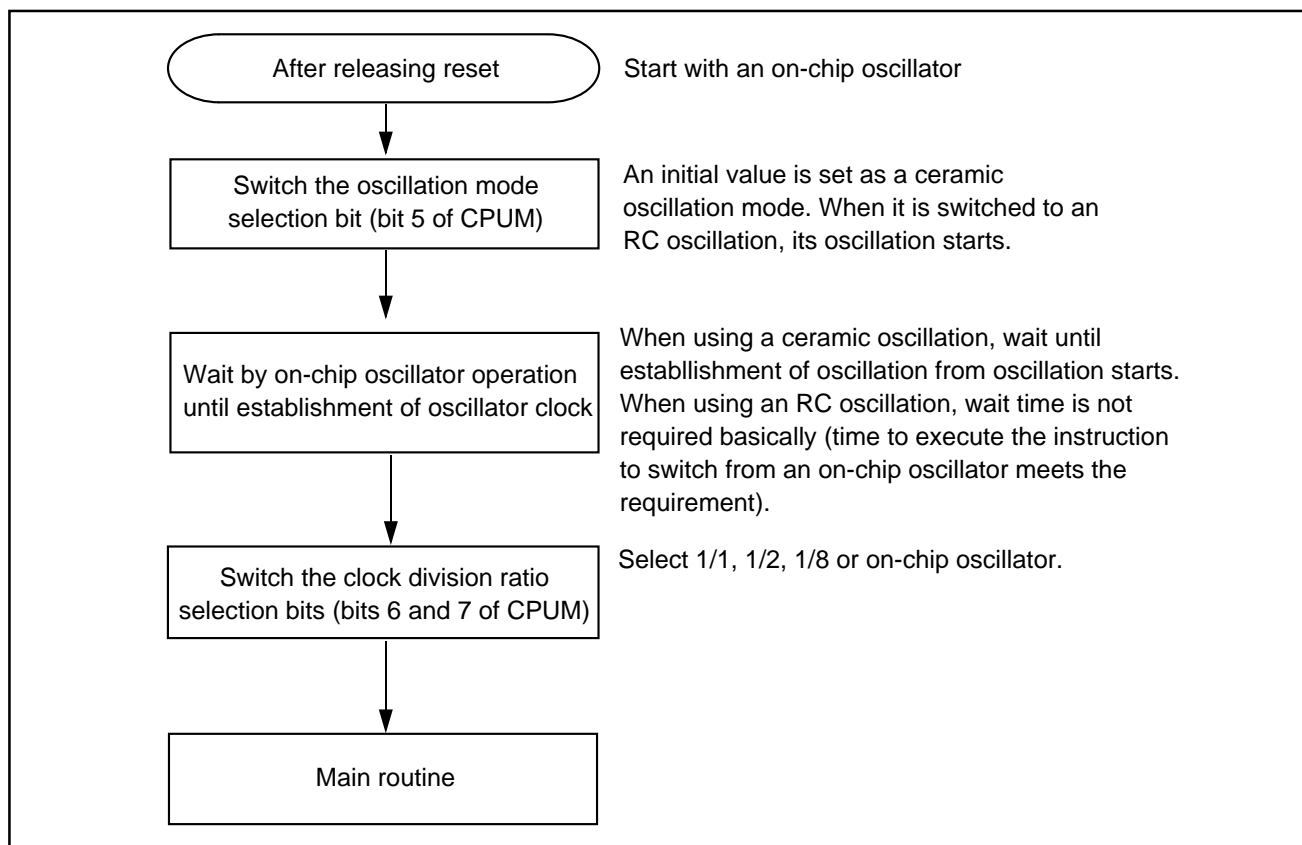 After releasing reset
Start with an on-chip oscillator
Switch the oscillation mode
selection bit (bit 5 of CPUM)
An initial value is set as a ceramic
oscillation mode. When it is switched to an
RC oscillation, its oscillation starts.
Wait by on-chip oscillator operation
until establishment of oscillator clock
When using a ceramic oscillation, wait until
establlishment of oscillation from oscillation starts.
When using an RC oscillation, wait time is not
required basically (time to execute the instruction
to switch from an on-chip oscillator meets the
requirement).
Switch the clock division ratio
selection bits (bits 6 and 7 of CPUM)
Select 1/1, 1/2, 1/8 or on-chip oscillator.
Main routine